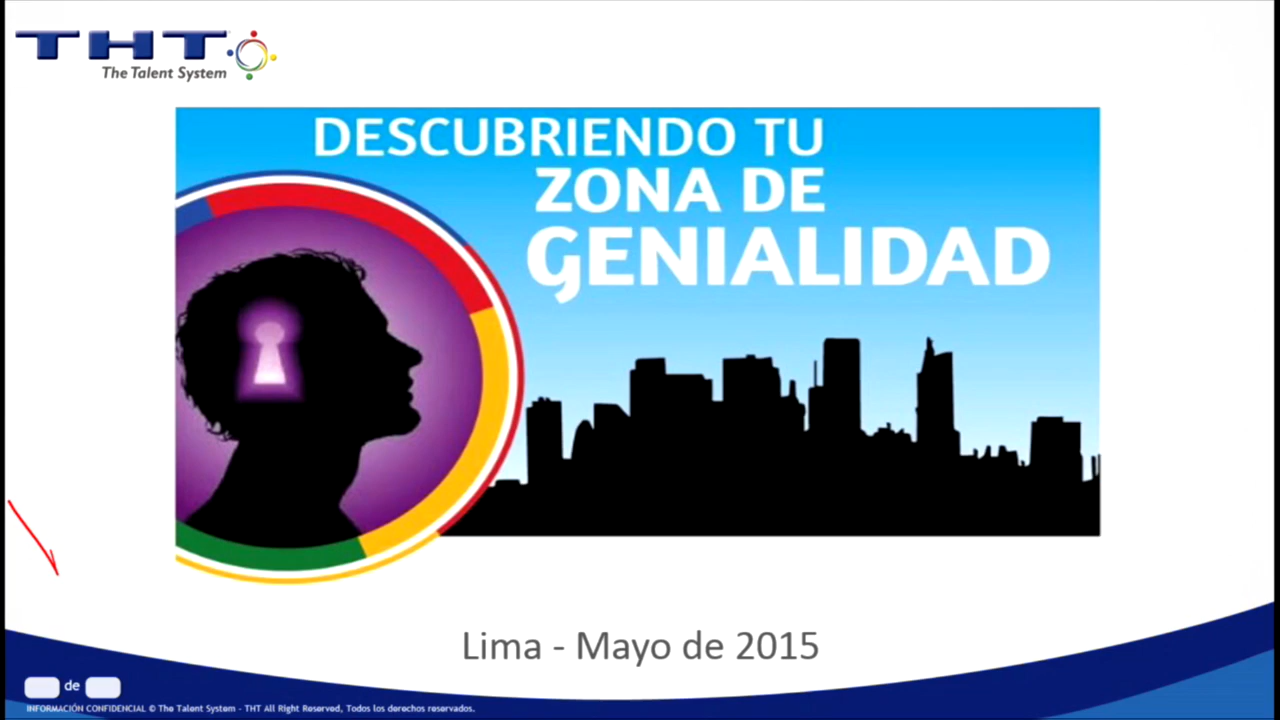 THT
The Talent System
DESCUBRIENDO TU
ZONA DE
GENIALIDAD
Lima - Mayo de 2015
de
INFORMACIÓN CONFIDENCIAL © The Talent System - THT All Right Reserved, Todos los derechos reservados.